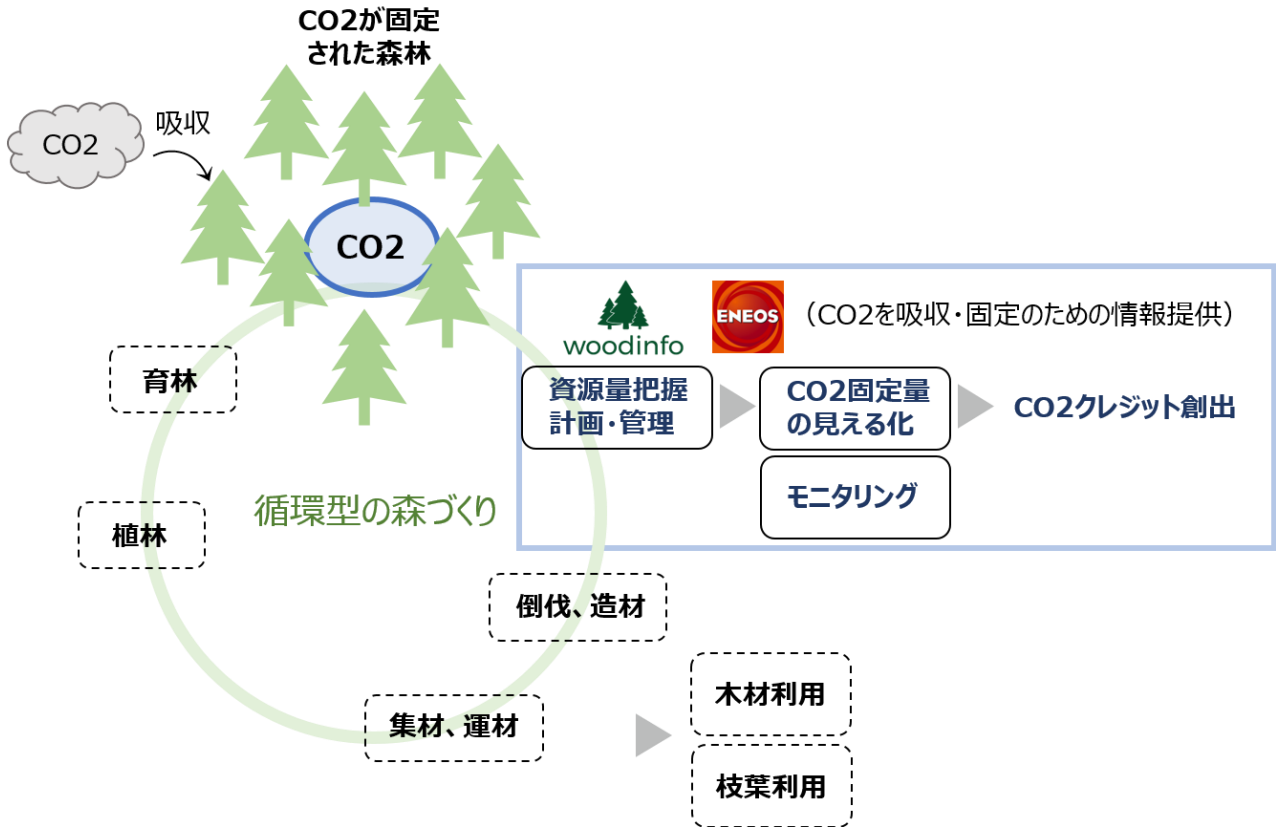 CO2が固定
された森林
吸収
CO2
CO2
woodinfo
ENEOS
（CO2を吸収・固定のための情報提供）
育林
資源量把握
計画・管理
CO2固定量
の見える化
CO2クレジット創出
モニタリング
循環型の森づくり
植林
倒伐、造材
集材、運材
木材利用
枝葉利用